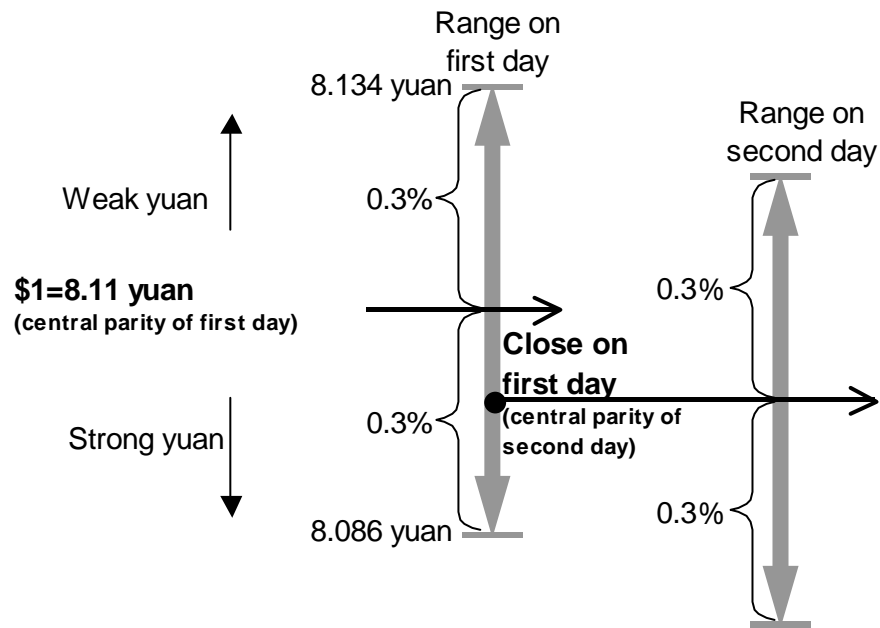 Range on
first day
8.134 yuan
Range on
second day
Weak yuan
0.3%
$1=8.11 yuan
(central parity of first day)
0.3%
Close on
first day
(central parity of
second day)
0.3%
Strong yuan
0.3%
8.086 yuan